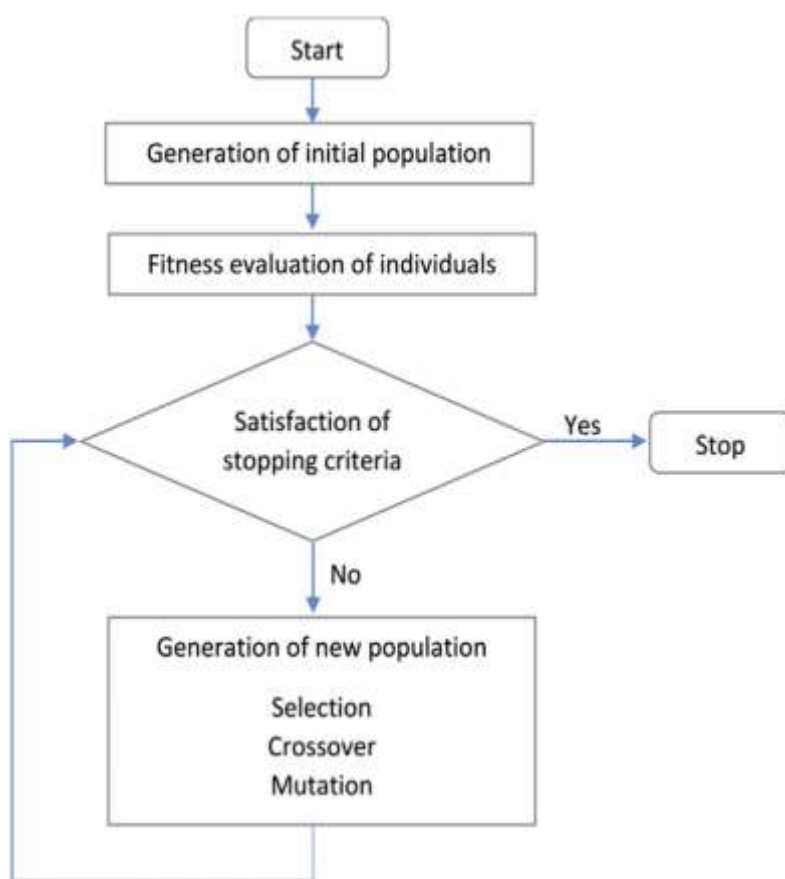 Start
Generation of initial population
Fitness evaluation of individuals
Satisfaction of
stopping criteria
Yes
Stop
No
Generation of new population
Selection
Crossover
Mutation